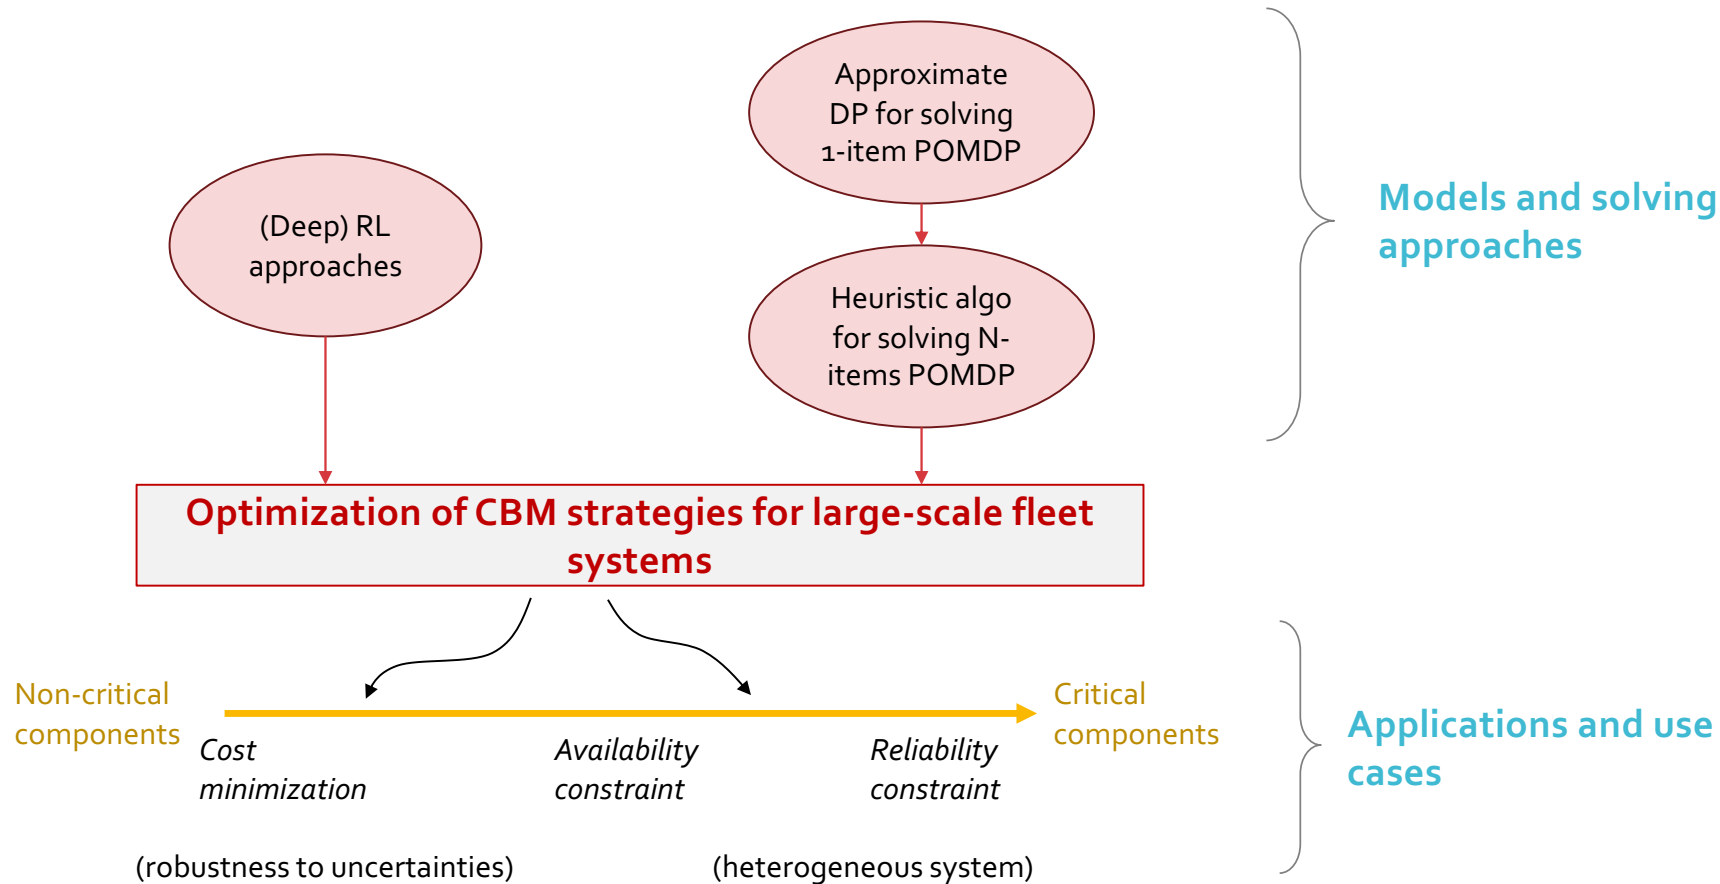 Approximate
DP for solving
1-item POMDP
(Deep) RL
approaches
Heuristic algo
for solving N-
items POMDP
Models and solving
approaches
Optimization of CBM strategies for large-scale fleet
systems
Non-critical
components
Critical
components
Cost
minimization
Availability
constraint
Reliability
constraint
(robustness to uncertainties)
(heterogeneous system)
Applications and use
cases